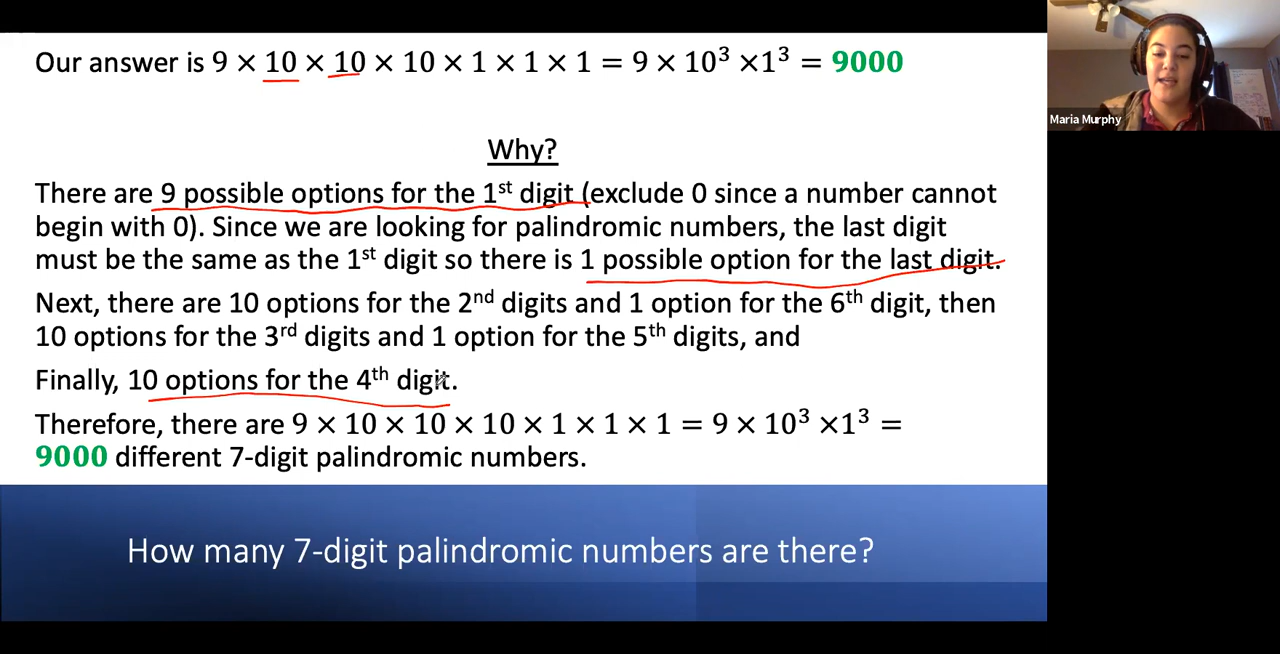 Our answer is 9 × 10 × 10 × 10 × 1 × 1 × 1 = 9 × 10³ ×1³ = 9000
Maria Murphy
Why?
There are 9 possible options for the 1ˢᵗ digit (exclude 0 since a number cannot
begin with 0). Since we are looking for palindromic numbers, the last digit
must be the same as the 1ˢᵗ digit so there is 1 possible option for the last digit.
Next, there are 10 options for the 2ⁿᵈ digits and 1 option for the 6ᵗʰ digit, then
10 options for the 3ʳᵈ digits and 1 option for the 5ᵗʰ digits, and
Finally, 10 options for the 4ᵗʰ digit.
Therefore, there are 9 × 10 × 10 × 10 × 1 × 1 × 1 = 9 × 10³ ×1³ =
9000 different 7-digit palindromic numbers.
How many 7-digit palindromic numbers are there?